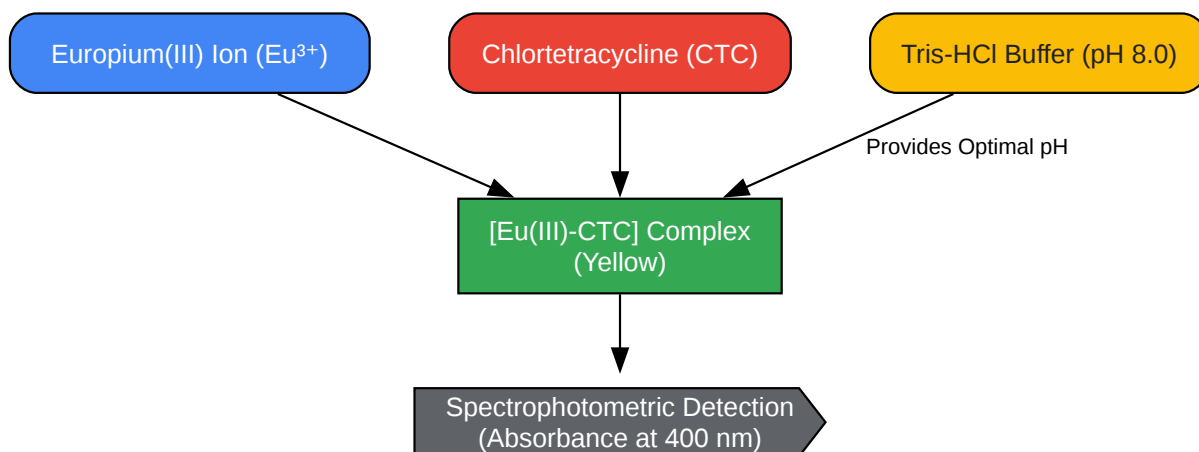 Europium(III) Ion (Eu³⁺)
Chlortetracycline (CTC)
Tris-HCl Buffer (pH 8.0)
Provides Optimal pH
[Eu(III)-CTC] Complex
(Yellow)
Spectrophotometric Detection
(Absorbance at 400 nm)